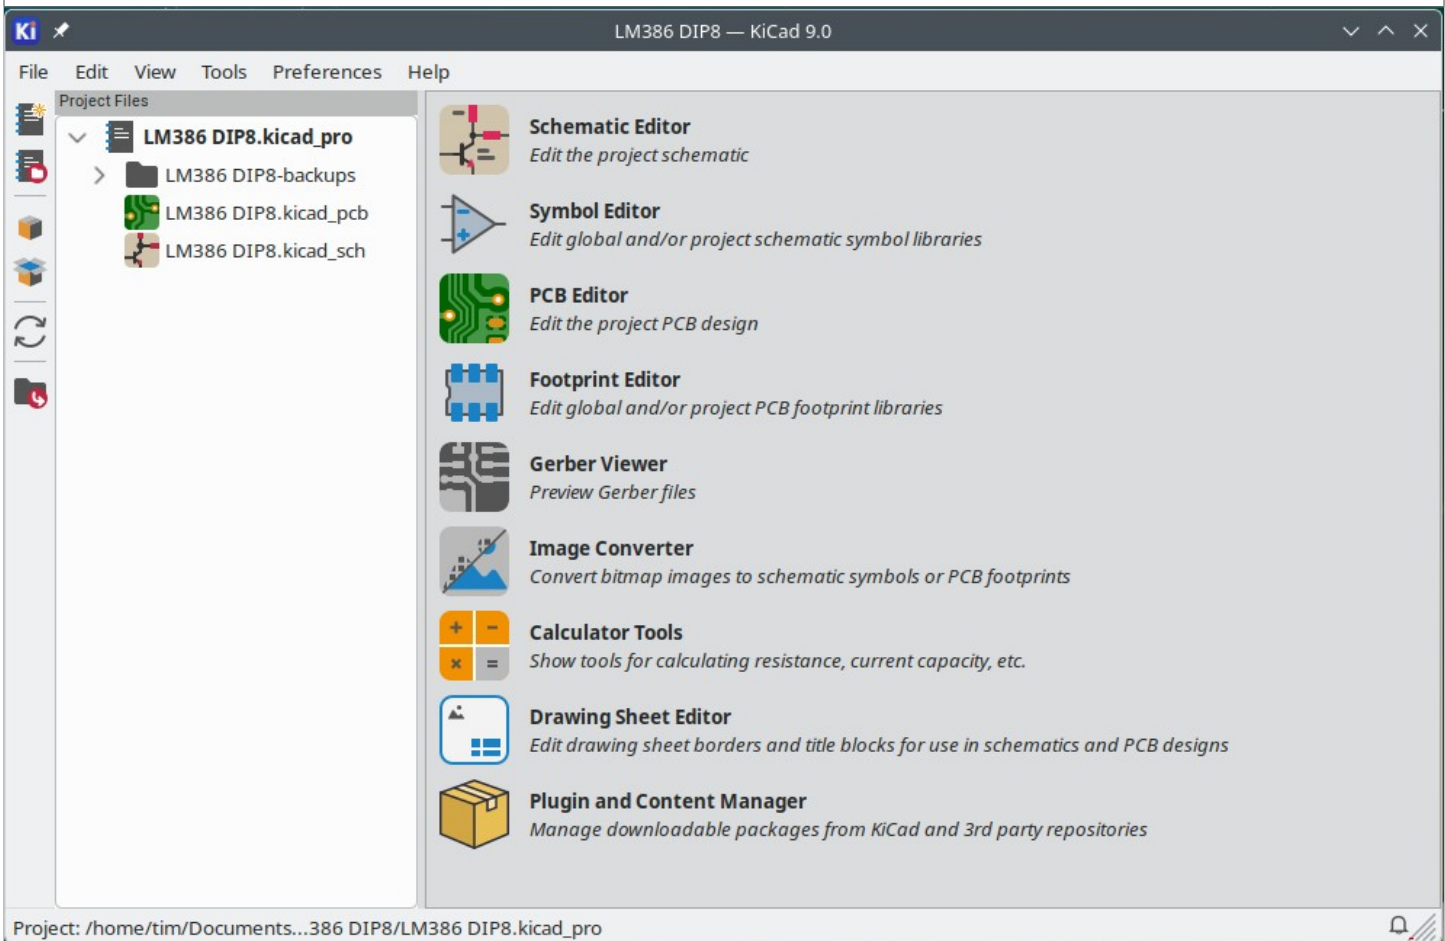 Ki
LM386 DIP8 — KiCad 9.0
File Edit View Tools Preferences Help
Project Files
LM386 DIP8.kicad_pro
LM386 DIP8-backups
LM386 DIP8.kicad_pcb
LM386 DIP8.kicad_sch
Schematic Editor
Edit the project schematic
Symbol Editor
Edit global and/or project schematic symbol libraries
PCB Editor
Edit the project PCB design
Footprint Editor
Edit global and/or project PCB footprint libraries
Gerber Viewer
Preview Gerber files
Image Converter
Convert bitmap images to schematic symbols or PCB footprints
Calculator Tools
Show tools for calculating resistance, current capacity, etc.
Drawing Sheet Editor
Edit drawing sheet borders and title blocks for use in schematics and PCB designs
Plugin and Content Manager
Manage downloadable packages from KiCad and 3rd party repositories
Project: /home/tim/Documents...386 DIP8/LM386 DIP8.kicad_pro